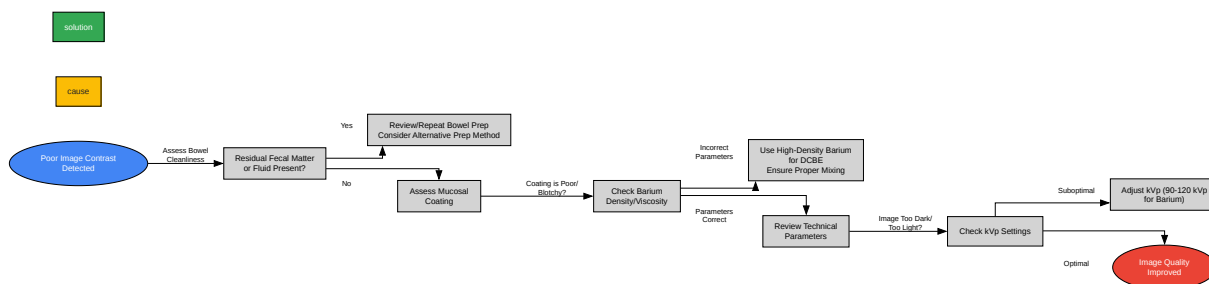 solution
cause
Poor Image Contrast
Detected
Assess Bowel
Cleanliness
Residual Fecal Matter
or Fluid Present?
Yes
Review/Repeat Bowel Prep
Consider Alternative Prep Method
No
Assess Mucosal
Coating
Coating is Poor/
Blotchy?
Check Barium
Density/Viscosity
Incorrect
Parameters
Use High-Density Barium
for DCBE
Ensure Proper Mixing
Parameters
Correct
Review Technical
Parameters
Image Too Dark/
Too Light?
Check kVp Settings
Suboptimal
Adjust kVp (90-120 kVp
for Barium)
Optimal
Image Quality
Improved